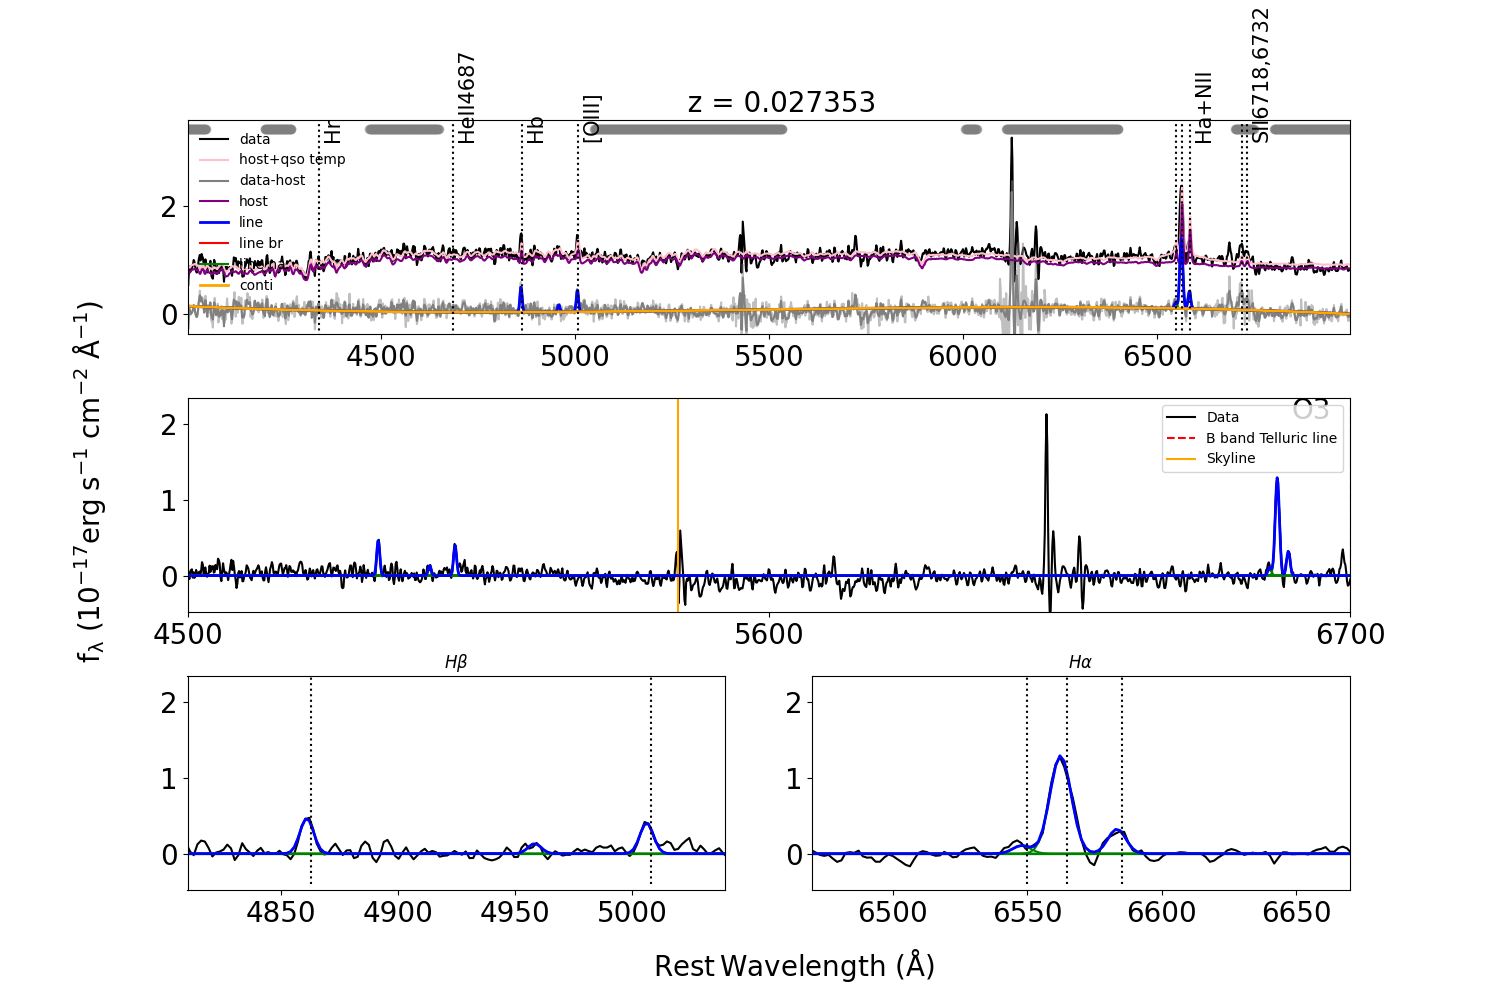 z = 0.027353
Hr
HeII4687
Hb
[OIII]
Ha+NII
SII6718,6732
data
host+qso temp
data-host
host
line
line br
conti
2
0
4500
5000
5500
6000
6500
fλ (10−17erg s−1 cm−2 Å−1)
O3
Data
B band Telluric line
Skyline
2
1
0
4500
5600
6700
Hβ
2
1
0
4850
4900
4950
5000
Hα
2
1
0
6500
6550
6600
6650
Rest Wavelength (Å)